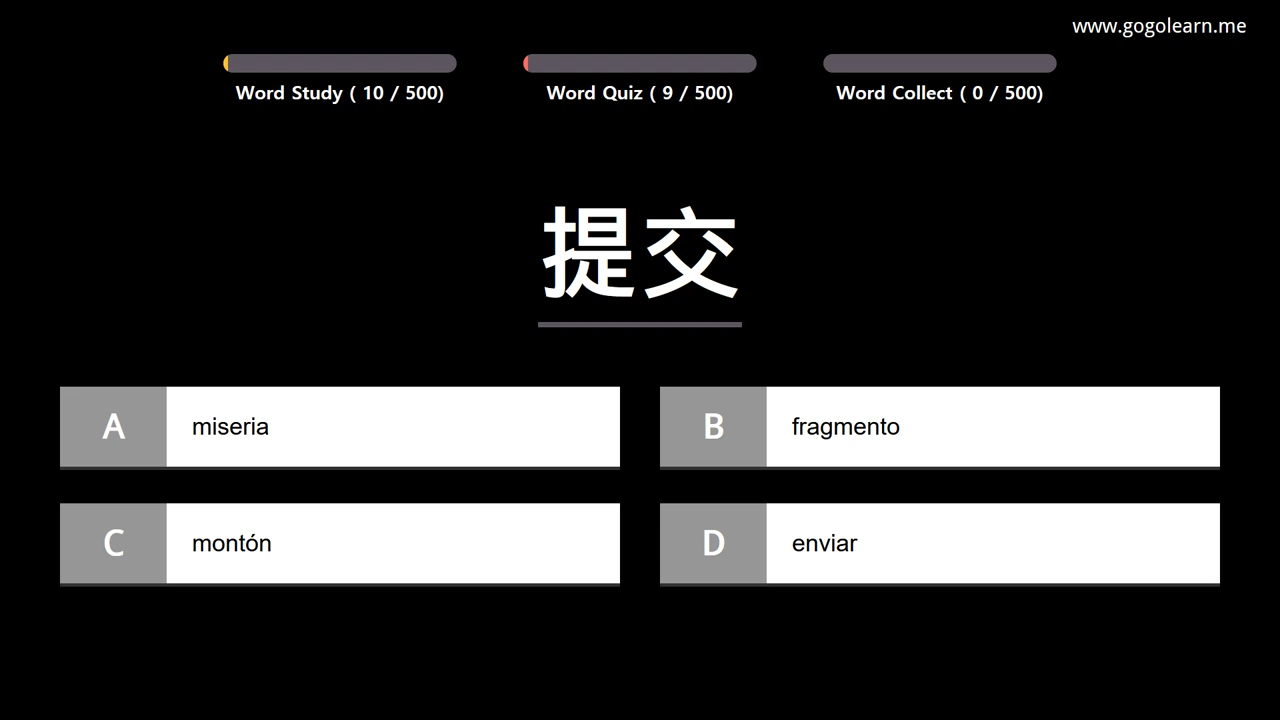 www.gogolearn.me
Word Study ( 10 / 500)
Word Quiz ( 9 / 500)
Word Collect ( 0 / 500)
提交
A miseria
B fragmento
C montón
D enviar